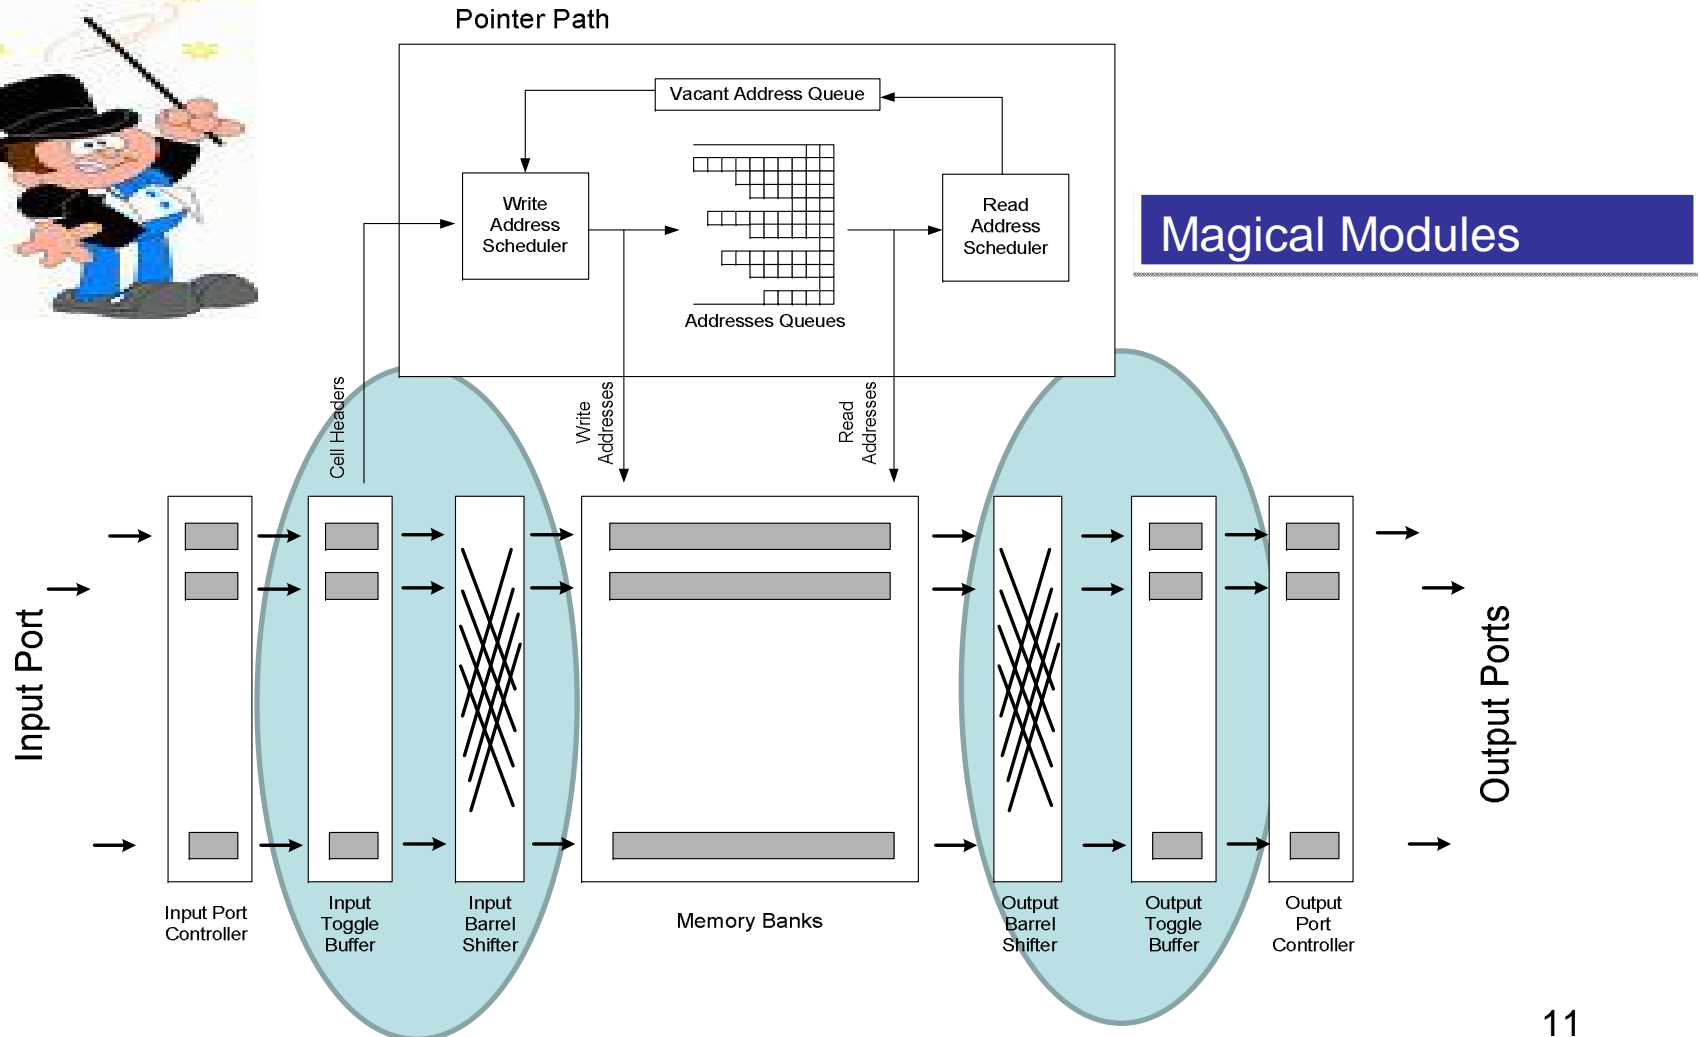 Pointer Path
Vacant Address Queue
Write
Address
Scheduler
Read
Address
Scheduler
Addresses Queues
Magical Modules
Cell Headers
Write
Addresses
Read
Addresses
Input Port
Output Ports
Input Port
Controller
Input
Toggle
Buffer
Input
Barrel
Shifter
Memory Banks
Output
Barrel
Shifter
Output
Toggle
Buffer
Output
Port
Controller
11